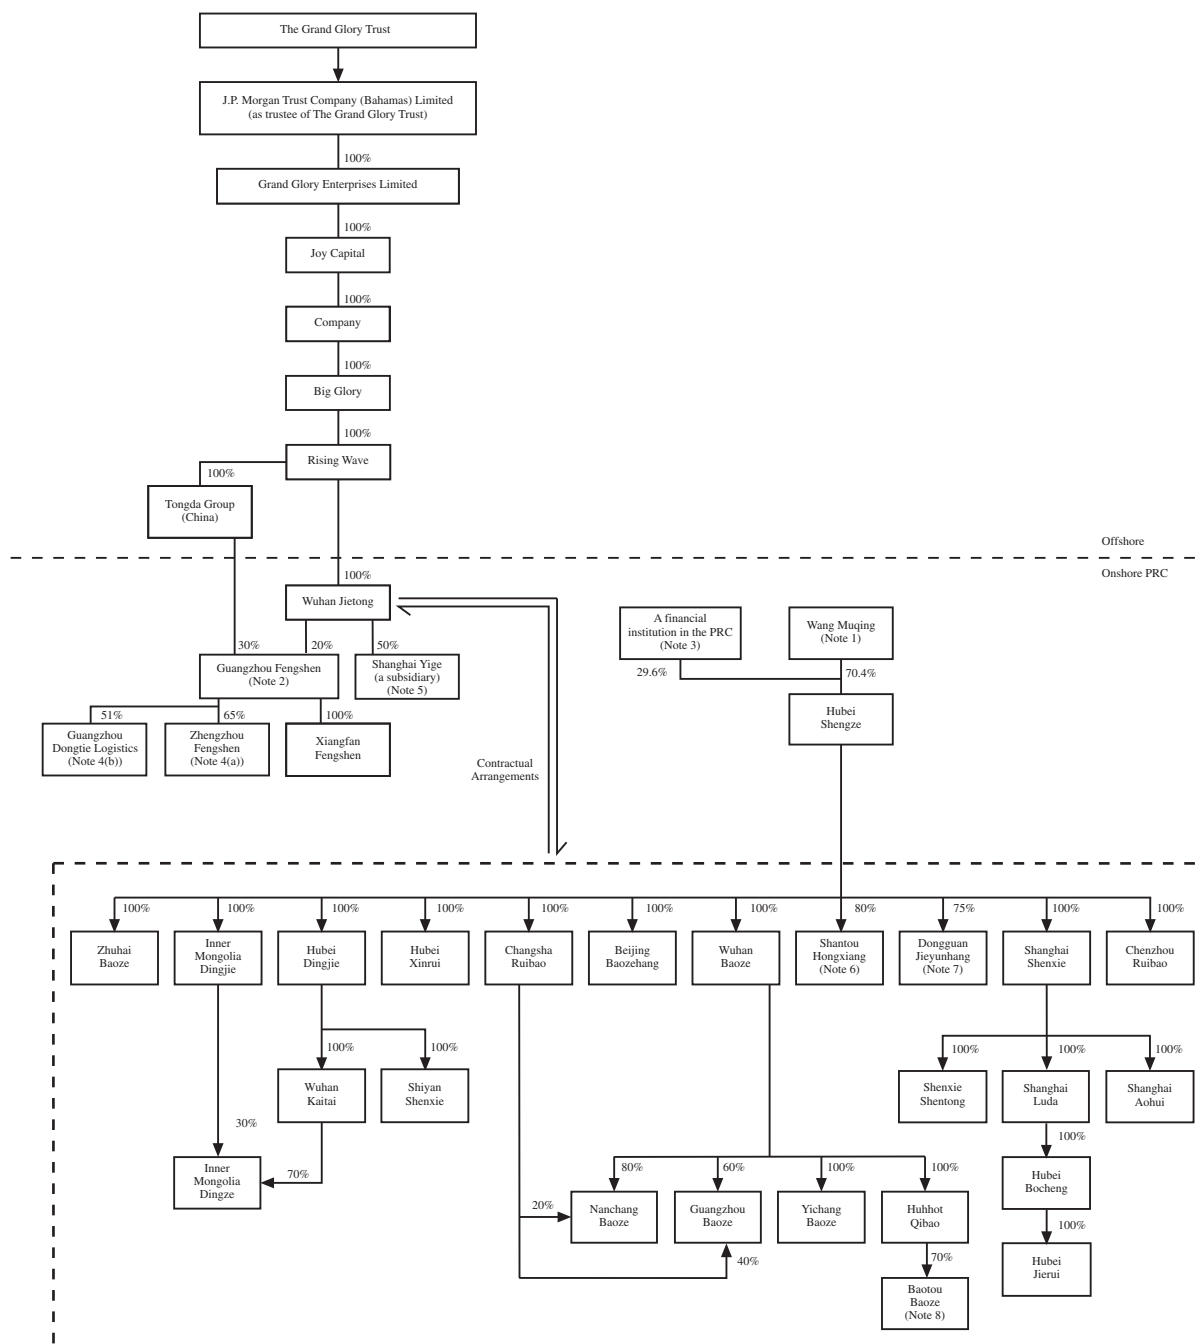 The Grand Glory Trust
J.P. Morgan Trust Company (Bahamas) Limited
(as trustee of The Grand Glory Trust)
100%
Grand Glory Enterprises Limited
100%
Joy Capital
100%
Company
100%
Big Glory
100%
Rising Wave
100%
Tongda Group
(China)
Offshore
Onshore PRC
100%
Wuhan Jietong
A financial
institution in the PRC
(Note 3)
Wang Muqing
(Note 1)
30%
20%
50%
29.6%
70.4%
Guangzhou Fengshen
(Note 2)
Shanghai Yige
(a subsidiary)
(Note 5)
Hubei
Shengze
51%
65%
100%
Guangzhou
Dongtie Logistics
(Note 4(b))
Zhengzhou
Fengshen
(Note 4(a))
Xiangfan
Fengshen
Contractual
Arrangements
100%
100%
100%
100%
100%
100%
100%
80%
75%
100%
100%
Zhuhai
Baoze
Inner
Mongolia
Dingjie
Hubei
Dingjie
Hubei
Xinrui
Changsha
Ruibao
Beijing
Baozehang
Wuhan
Baoze
Shantou
Hongxiang
(Note 6)
Dongguan
Jieyunhang
(Note 7)
Shanghai
Shenxie
Chenzhou
Ruibao
100%
100%
100%
100%
100%
Wuhan
Kaitai
Shiyan
Shenxie
Shenxie
Shentong
Shanghai
Luda
Shanghai
Aohui
30%
70%
100%
Inner
Mongolia
Dingze
80%
60%
100%
100%
Hubei
Bocheng
20%
Nanchang
Baoze
Guangzhou
Baoze
Yichang
Baoze
Huhhot
Qibao
100%
40%
70%
Hubei
Jierui
Baotou
Baoze
(Note 8)